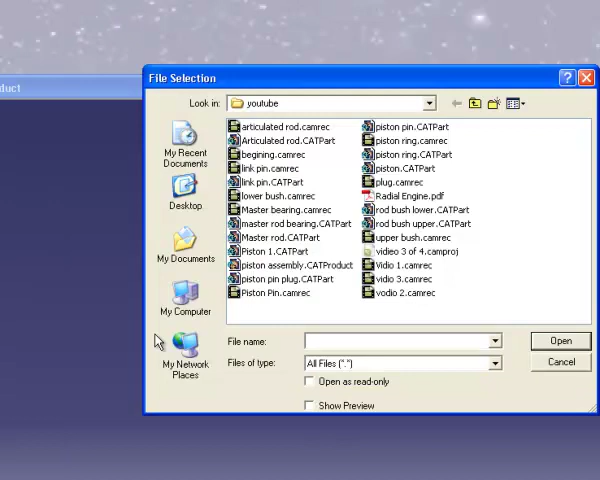 duct
File Selection
Look in: youtube
articulated rod.camrec
Articulated rod.CATPart
begining.camrec
link pin.camrec
link pin.CATPart
lower bush.camrec
Master bearing.camrec
master rod bearing.CATPart
Master rod.CATPart
Piston 1.CATPart
piston assembly.CATProduct
piston pin plug.CATPart
Piston Pin.camrec
piston pin.CATPart
piston ring.camrec
piston ring.CATPart
piston.CATPart
plug.camrec
Radial Engine.pdf
rod bush lower.CATPart
rod bush upper.CATPart
upper bush.camrec
vidieo 3 of 4.camproj
Vidio 1.camrec
vidio 3.camrec
vodio 2.camrec
My Recent
Documents
Desktop
My Documents
My Computer
My Network
Places
File name:
Open
Files of type: All Files (*.*)
Cancel
Open as read-only
Show Preview